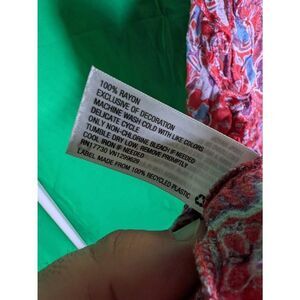 100% RAYON
EXCLUSIVE OF DECORATION
MACHINE WASH COLD WITH LIKE COLORS
DELICATE CYCLE
ONLY NON-CHLORINE BLEACH IF NEEDED
TUMBLE DRY LOW. REMOVE PROMPTLY
COOL IRON IF NEEDED
RN17730 VN1299629
LABEL MADE FROM 100% RECYCLED PLASTIC